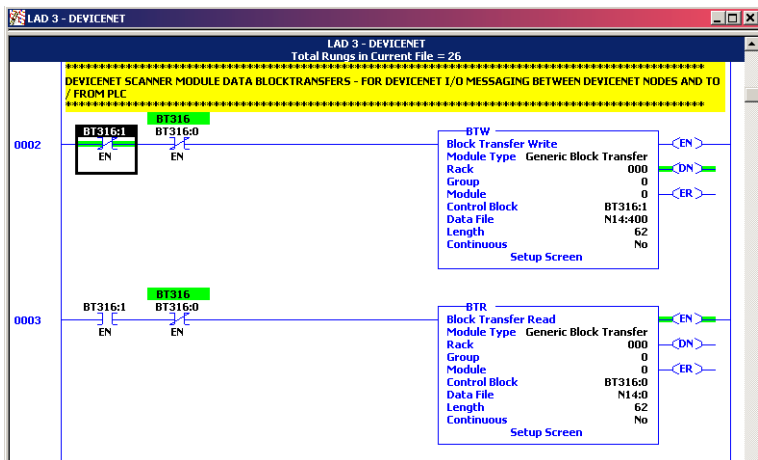 LAD 3 - DEVICENET
LAD 3 - DEVICENET
Total Rungs in Current File = 26
DEVICENET SCANNER MODULE DATA BLOCKTRANSFERS - FOR DEVICENET I/O MESSAGING BETWEEN DEVICENET NODES AND TO
/ FROM PLC
0002
BT316:1
EN
BT316
BT316:0
EN
BTW
Block Transfer Write
Module Type Generic Block Transfer
Rack 000
Group 0
Module 0
Control Block BT316:1
Data File N14:400
Length 62
Continuous No
Setup Screen
EN
DN
ER
0003
BT316:1
EN
BT316
BT316:0
EN
BTR
Block Transfer Read
Module Type Generic Block Transfer
Rack 000
Group 0
Module 0
Control Block BT316:0
Data File N14:0
Length 62
Continuous No
Setup Screen
EN
DN
ER